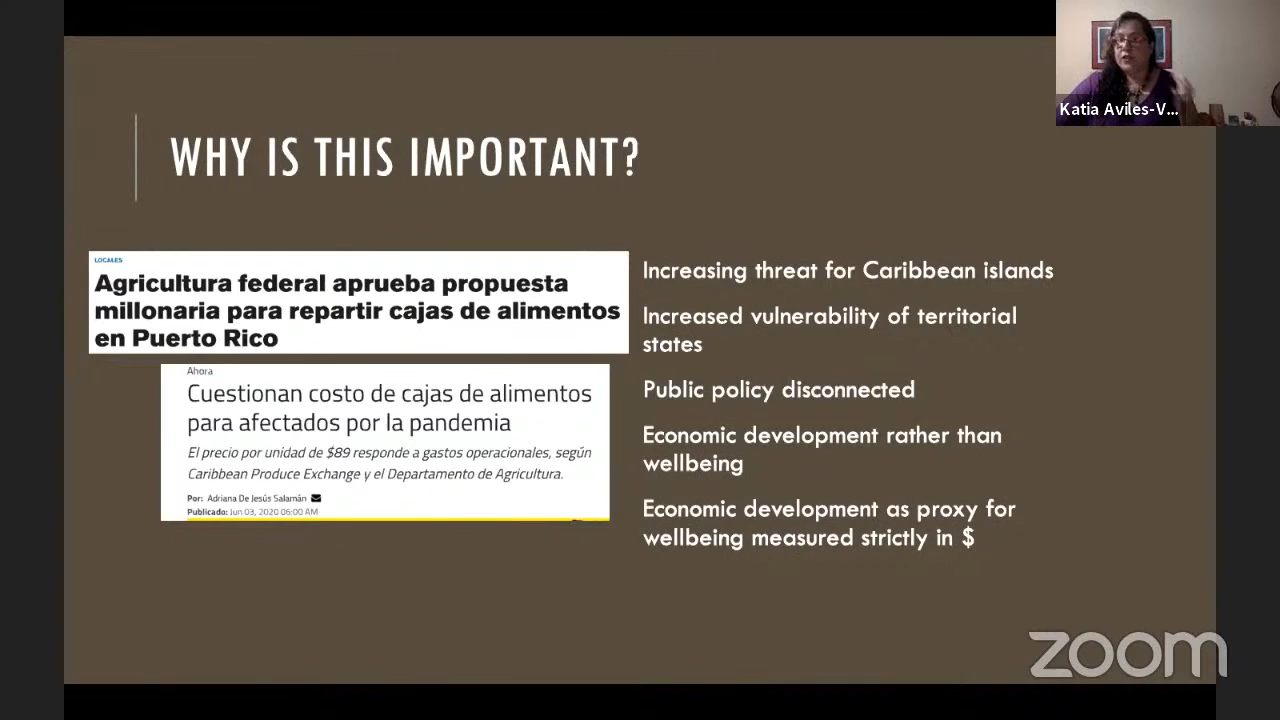 Katia Aviles-V...
WHY IS THIS IMPORTANT?
LOCALES
Agricultura federal aprueba propuesta
millonaria para repartir cajas de alimentos
en Puerto Rico
Ahora
Cuestionan costo de cajas de alimentos
para afectados por la pandemia
El precio por unidad de $89 responde a gastos operacionales, según
Caribbean Produce Exchange y el Departamento de Agricultura.
Por: Adriana De Jesús Salamán
Publicado: Jun 03, 2020 06:00 AM
Increasing threat for Caribbean islands
Increased vulnerability of territorial
states
Public policy disconnected
Economic development rather than
wellbeing
Economic development as proxy for
wellbeing measured strictly in $
zoom